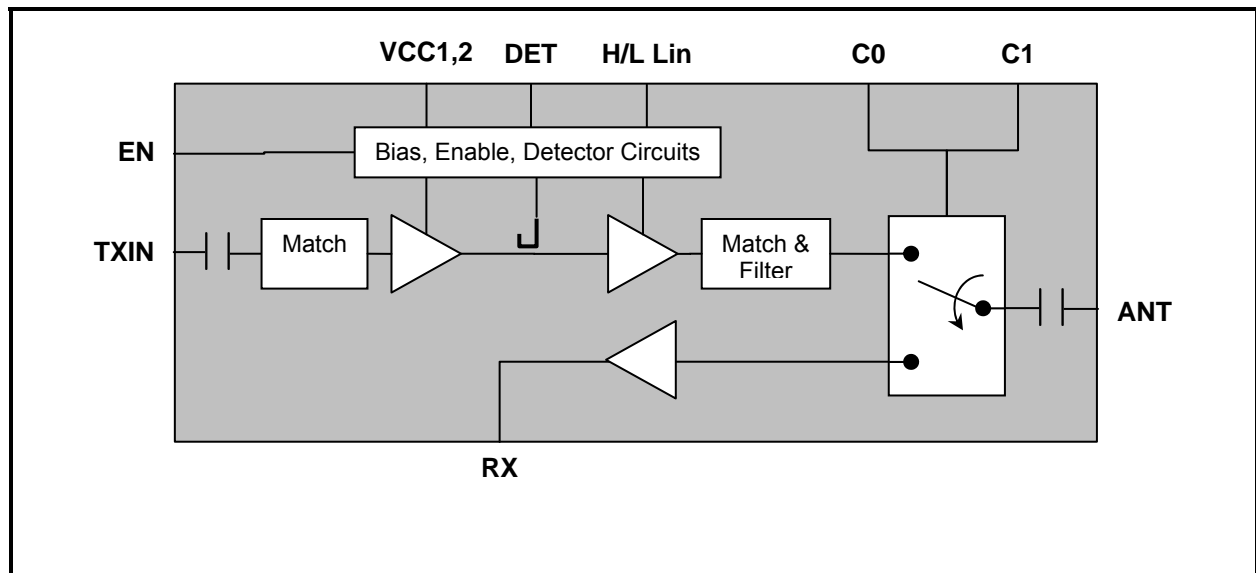 VCC1,2 DET H/L Lin C0 C1
EN
Bias, Enable, Detector Circuits
TXIN
Match
Match &
Filter
ANT
RX